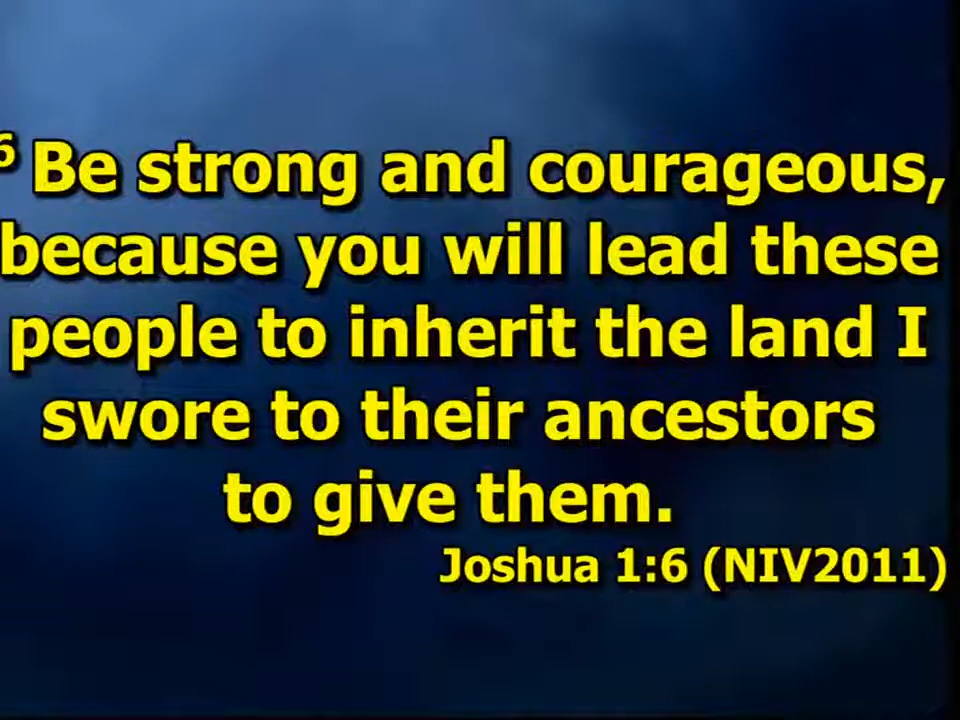 6 Be strong and courageous,
because you will lead these
people to inherit the land I
swore to their ancestors
to give them.
Joshua 1:6 (NIV2011)